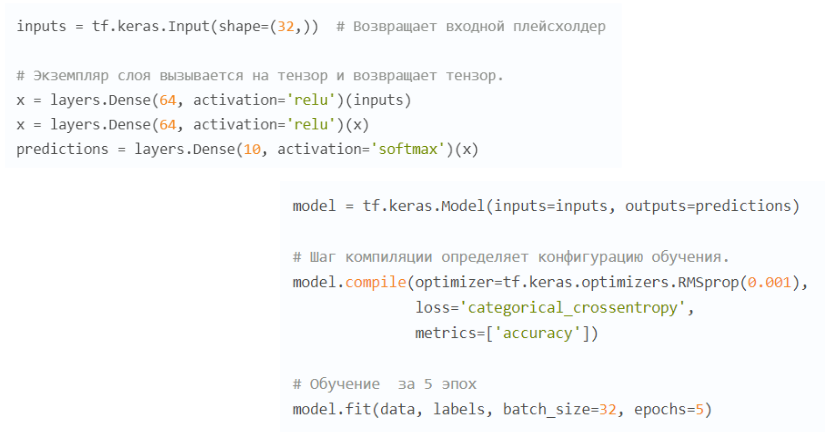 inputs = tf.keras.Input(shape=(32,))  # Возвращает входной плейсхолдер
# Экземпляр слоя вызывается на тензор и возвращает тензор.
x = layers.Dense(64, activation='relu')(inputs)
x = layers.Dense(64, activation='relu')(x)
predictions = layers.Dense(10, activation='softmax')(x)
model = tf.keras.Model(inputs=inputs, outputs=predictions)
# Шаг компиляции определяет конфигурацию обучения.
model.compile(optimizer=tf.keras.optimizers.RMSprop(0.001),
loss='categorical_crossentropy',
metrics=['accuracy'])
# Обучение  за 5 эпох
model.fit(data, labels, batch_size=32, epochs=5)